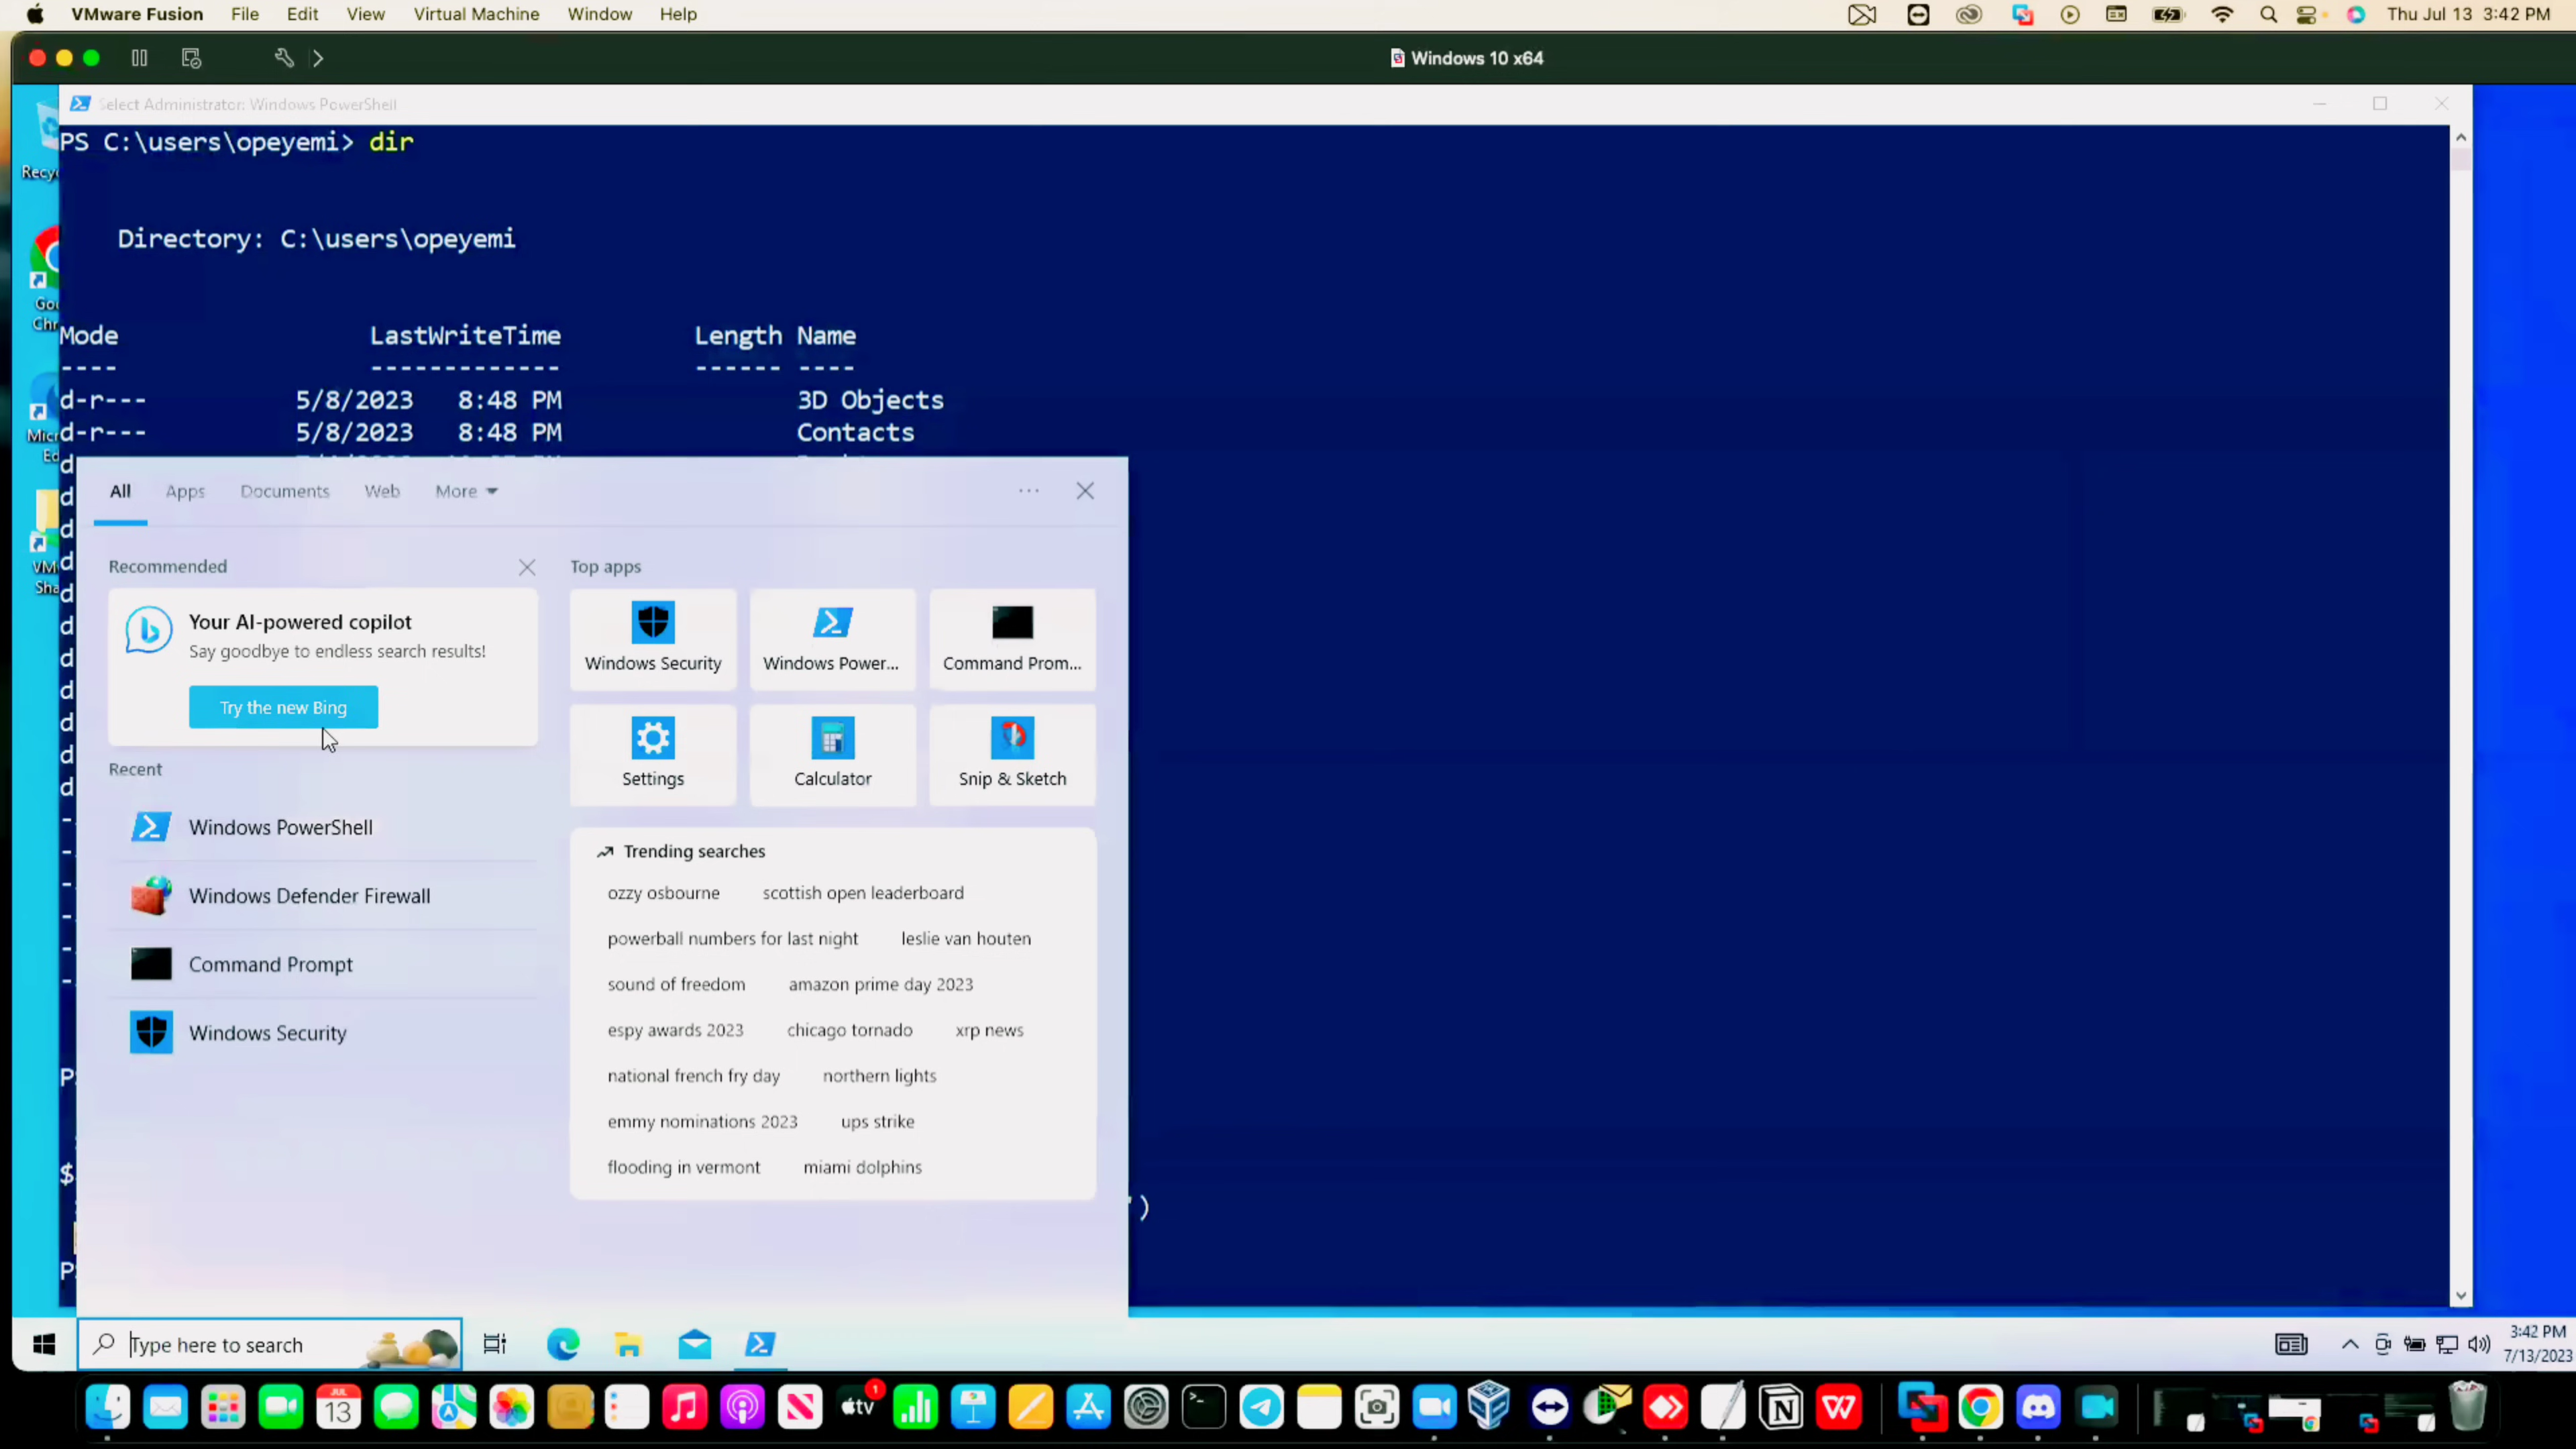 VMware Fusion File Edit View Virtual Machine Window Help Thu Jul 13 3:42 PM
Windows 10 x64
Select Administrator: Windows PowerShell
PS C:\users\opeyemi> dir
Directory: C:\users\opeyemi
Mode LastWriteTime Length Name
---- ------------- ------ ----
d-r--- 5/8/2023 8:48 PM 3D Objects
d-r--- 5/8/2023 8:48 PM Contacts
All Apps Documents Web More
Recommended
Your AI-powered copilot
Say goodbye to endless search results!
Try the new Bing
Recent
Windows PowerShell
Windows Defender Firewall
Command Prompt
Windows Security
Top apps
Windows Security Windows Power... Command Prom...
Settings Calculator Snip & Sketch
Trending searches
ozzy osbourne scottish open leaderboard
powerball numbers for last night leslie van houten
sound of freedom amazon prime day 2023
espy awards 2023 chicago tornado xrp news
national french fry day northern lights
emmy nominations 2023 ups strike
flooding in vermont miami dolphins
Type here to search
3:42 PM
7/13/2023
JUL
13
tv
1